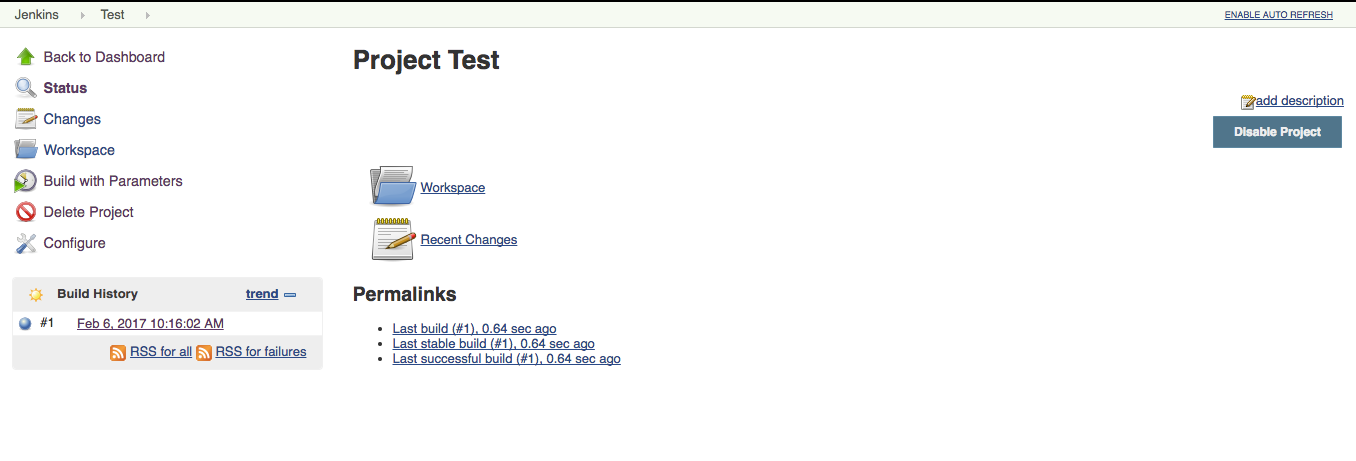 Jenkins Test ENABLE AUTO REFRESH
Back to Dashboard
Status
Changes
Workspace
Build with Parameters
Delete Project
Configure
Build History trend
#1 Feb 6, 2017 10:16:02 AM
RSS for all RSS for failures
Project Test
add description
Disable Project
Workspace
Recent Changes
Permalinks
Last build (#1), 0.64 sec ago
Last stable build (#1), 0.64 sec ago
Last successful build (#1), 0.64 sec ago